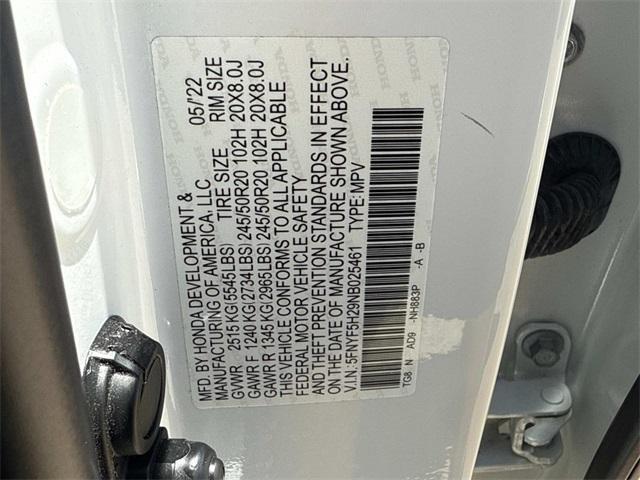 MFD. BY HONDA DEVELOPMENT & 05/'22
MANUFACTURING OF AMERICA, LLC TIRE SIZE RIM SIZE
GVWR 2515 KG(5545LBS)
GAWR F 1240 KG(2734LBS) 245/50R20 102H 20X8.0J
GAWR R 1345 KG(2965LBS) 245/50R20 102H 20X8.0J
THIS VEHICLE CONFORMS TO ALL APPLICABLE
FEDERAL MOTOR VEHICLE SAFETY
AND THEFT PREVENTION STANDARDS IN EFFECT
ON THE DATE OF MANUFACTURE SHOWN ABOVE.
V.I.N.: 5FNYF5H29NB025461 TYPE: MPV
TG8 N AD9 -NH883P -A -B